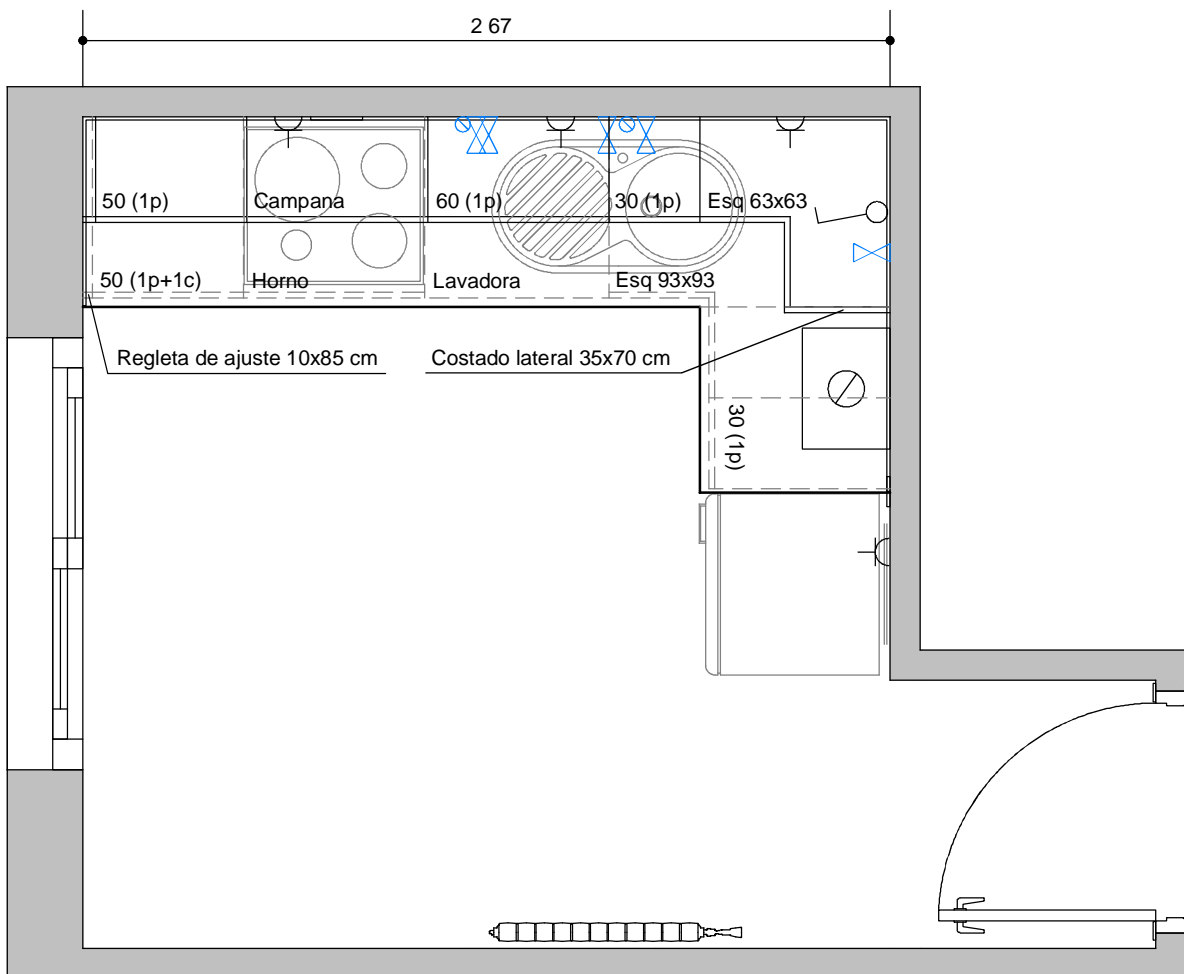 2 67
50 (1p)
Campana
60 (1p)
30 (1p)
Esq 63x63
50 (1p+1c)
Horno
Lavadora
Esq 93x93
Regleta de ajuste 10x85 cm
Costado lateral 35x70 cm
30 (1p)